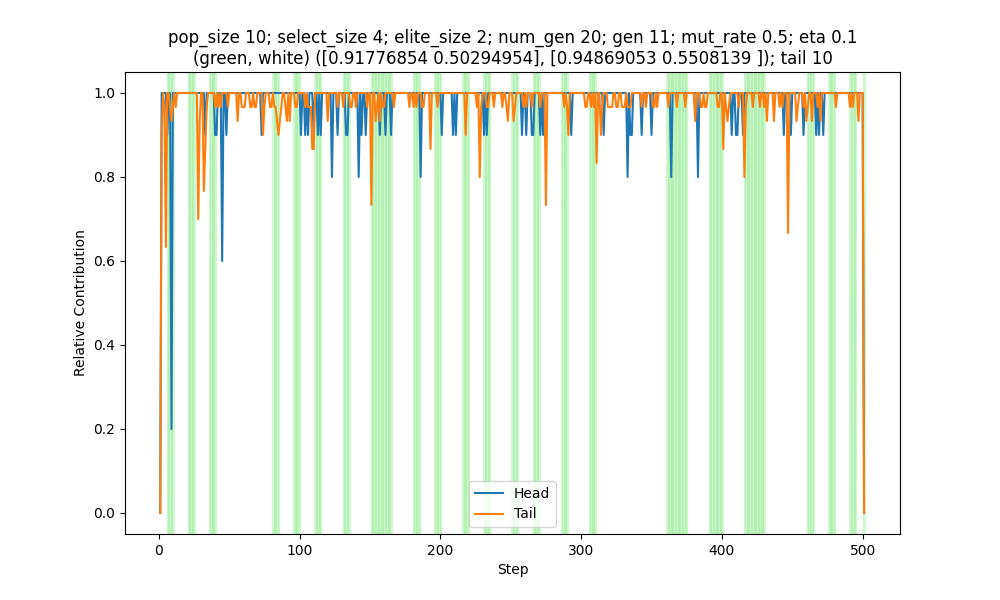 pop_size 10; select_size 4; elite_size 2; num_gen 20; gen 11; mut_rate 0.5; eta 0.1
(green, white) ([0.91776854 0.50294954], [0.94869053 0.5508139 ]); tail 10
1.0
0.8
0.6
0.4
0.2
0.0
Relative Contribution
Head
Tail
0
100
200
300
400
500
Step